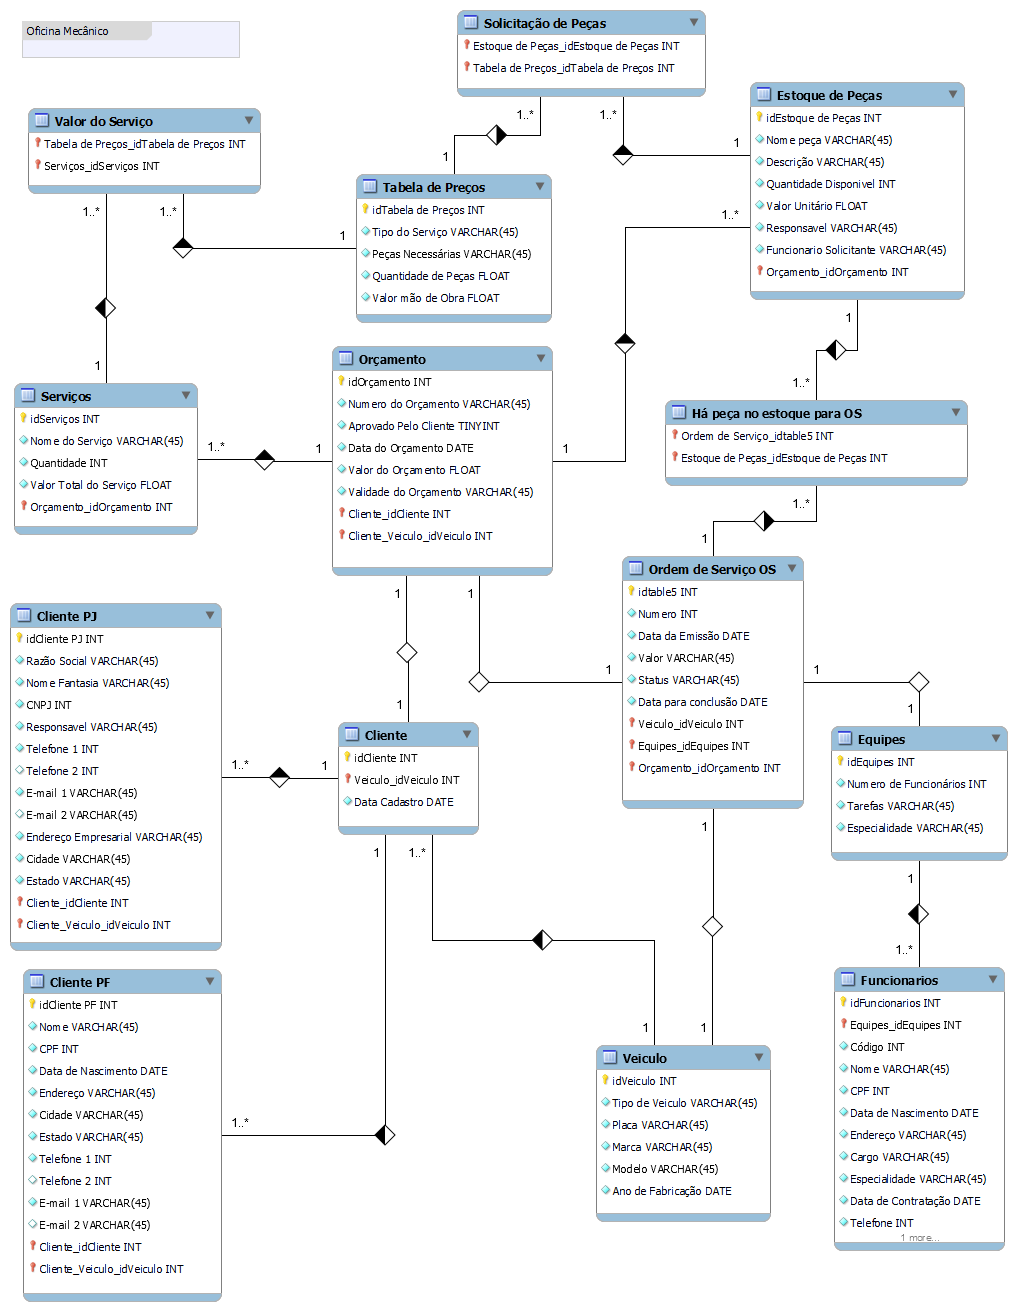 Oficina Mecânico
Solicitação de Peças
Estoque de Peças_idEstoque de Peças INT
Tabela de Preços_idTabela de Preços INT
1..*
1..*
Estoque de Peças
idEstoque de Peças INT
Nome peça VARCHAR(45)
Descrição VARCHAR(45)
Quantidade Disponivel INT
Valor Unitário FLOAT
Responsavel VARCHAR(45)
Funcionario Solicitante VARCHAR(45)
Orçamento_idOrçamento INT
1
1..*
1
Valor do Serviço
Tabela de Preços_idTabela de Preços INT
Serviços_idServiços INT
1..*
1..*
1
1
1
Tabela de Preços
idTabela de Preços INT
Tipo do Serviço VARCHAR(45)
Peças Necessárias VARCHAR(45)
Quantidade de Peças FLOAT
Valor mão de Obra FLOAT
Serviços
idServiços INT
Nome do Serviço VARCHAR(45)
Quantidade INT
Valor Total do Serviço FLOAT
Orçamento_idOrçamento INT
1..*
1
Orçamento
idOrçamento INT
Numero do Orçamento VARCHAR(45)
Aprovado Pelo Cliente TINYINT
Data do Orçamento DATE
Valor do Orçamento FLOAT
Validade do Orçamento VARCHAR(45)
Cliente_idCliente INT
Cliente_Veiculo_idVeiculo INT
1
1
1
1..*
Há peça no estoque para OS
Ordem de Serviço_idtable5 INT
Estoque de Peças_idEstoque de Peças INT
1..*
1
Ordem de Serviço OS
idtable5 INT
Numero INT
Data da Emissão DATE
Valor VARCHAR(45)
Status VARCHAR(45)
Data para conclusão DATE
Veiculo_idVeiculo INT
Equipes_idEquipes INT
Orçamento_idOrçamento INT
1
1
1
1
Cliente PJ
idCliente PJ INT
Razão Social VARCHAR(45)
Nome Fantasia VARCHAR(45)
CNPJ INT
Responsavel VARCHAR(45)
Telefone 1 INT
Telefone 2 INT
E-mail 1 VARCHAR(45)
E-mail 2 VARCHAR(45)
Endereço Empresarial VARCHAR(45)
Cidade VARCHAR(45)
Estado VARCHAR(45)
Cliente_idCliente INT
Cliente_Veiculo_idVeiculo INT
1..*
1
1
Cliente
idCliente INT
Veiculo_idVeiculo INT
Data Cadastro DATE
1
1..*
Equipes
idEquipes INT
Numero de Funcionários INT
Tarefas VARCHAR(45)
Especialidade VARCHAR(45)
1
1..*
Cliente PF
idCliente PF INT
Nome VARCHAR(45)
CPF INT
Data de Nascimento DATE
Endereço VARCHAR(45)
Cidade VARCHAR(45)
Estado VARCHAR(45)
Telefone 1 INT
Telefone 2 INT
E-mail 1 VARCHAR(45)
E-mail 2 VARCHAR(45)
Cliente_idCliente INT
Cliente_Veiculo_idVeiculo INT
1..*
1
1
Veiculo
idVeiculo INT
Tipo de Veiculo VARCHAR(45)
Placa VARCHAR(45)
Marca VARCHAR(45)
Modelo VARCHAR(45)
Ano de Fabricação DATE
Funcionarios
idFuncionarios INT
Equipes_idEquipes INT
Código INT
Nome VARCHAR(45)
CPF INT
Data de Nascimento DATE
Endereço VARCHAR(45)
Cargo VARCHAR(45)
Especialidade VARCHAR(45)
Data de Contratação DATE
Telefone INT
1 more...